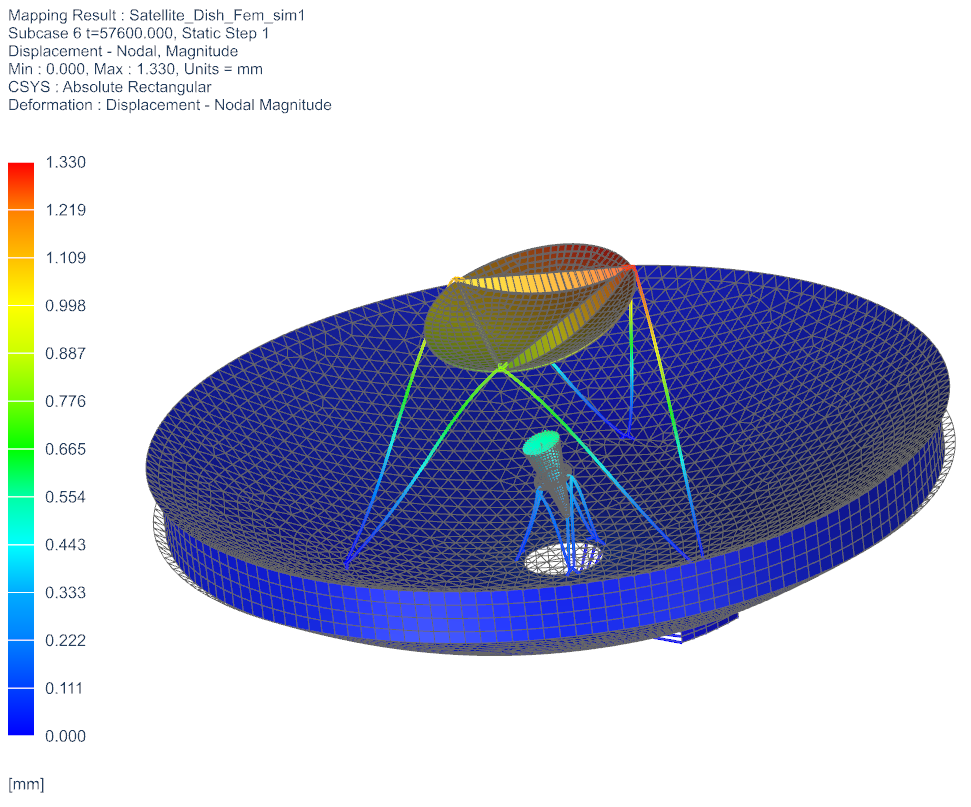 Mapping Result : Satellite_Dish_Fem_sim1
Subcase 6 t=57600.000, Static Step 1
Displacement - Nodal, Magnitude
Min : 0.000, Max : 1.330, Units = mm
CSYS : Absolute Rectangular
Deformation : Displacement - Nodal Magnitude
1.330
1.219
1.109
0.998
0.887
0.776
0.665
0.554
0.443
0.333
0.222
0.111
0.000
[mm]